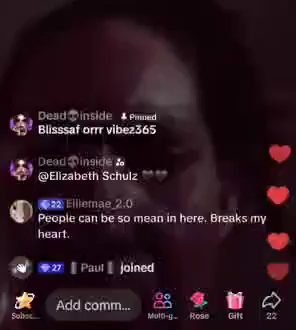 Dead💀inside 📌 Pinned
Blisssaf orrr vibez365
Dead💀inside
@Elizabeth Schulz 🖤🖤
22 Elliemae_2.0
People can be so mean in here. Breaks my
heart.
27 ▌Paul▐ joined
Add comm...
Subsc... Multi-g... Rose Gift 22